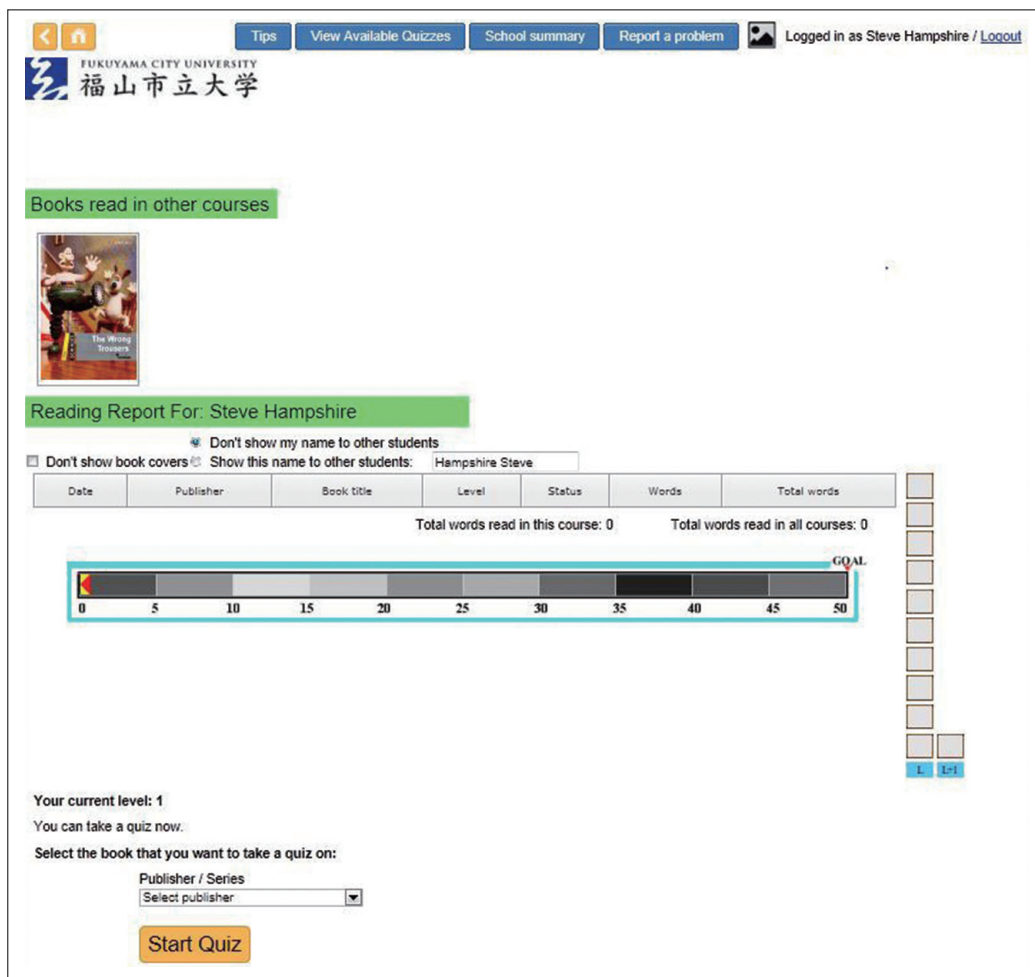 Tips View Available Quizzes School summary Report a problem Logged in as Steve Hampshire / Logout
FUKUYAMA CITY UNIVERSITY
福山市立大学
Books read in other courses
The Wrong
Trousers
Reading Report For: Steve Hampshire
Don't show my name to other students
Don't show book covers Show this name to other students: Hampshire Steve
Date Publisher Book title Level Status Words Total words
Total words read in this course: 0 Total words read in all courses: 0
GOAL
0 5 10 15 20 25 30 35 40 45 50
L L+1
Your current level: 1
You can take a quiz now.
Select the book that you want to take a quiz on:
Publisher / Series
Select publisher
Start Quiz